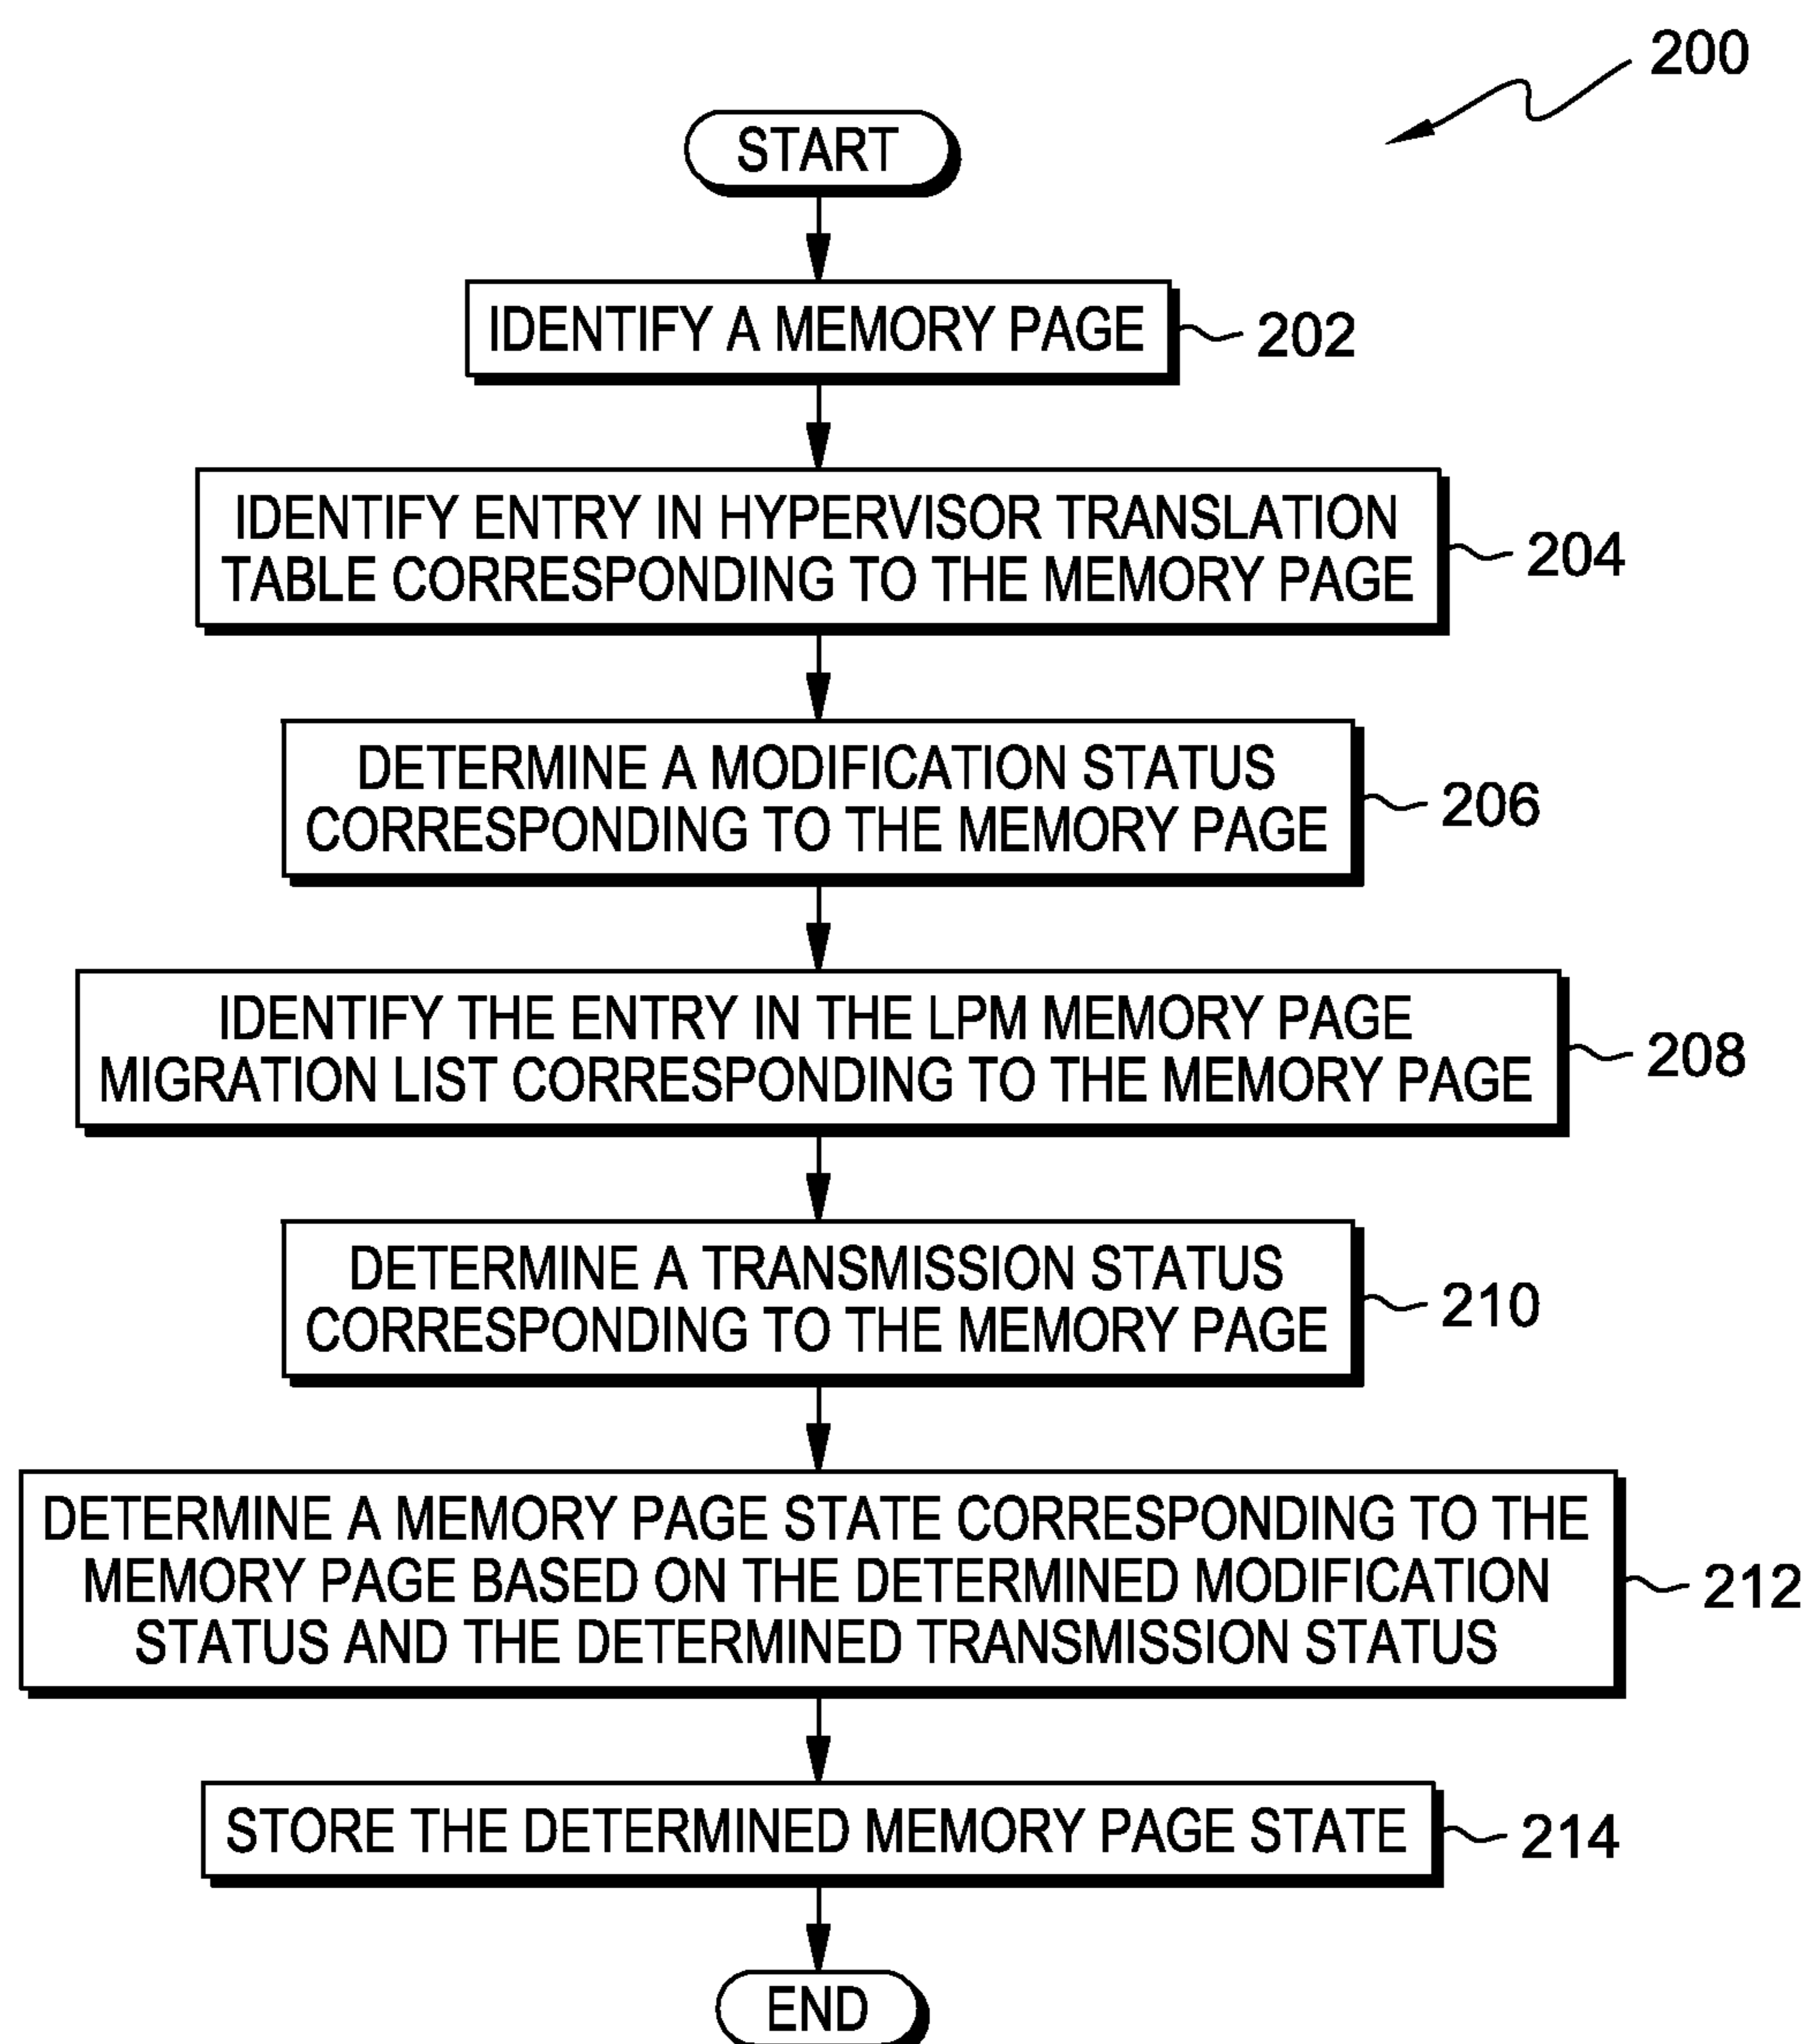 200
START
IDENTIFY A MEMORY PAGE
202
IDENTIFY ENTRY IN HYPERVISOR TRANSLATION
TABLE CORRESPONDING TO THE MEMORY PAGE
204
DETERMINE A MODIFICATION STATUS
CORRESPONDING TO THE MEMORY PAGE
206
IDENTIFY THE ENTRY IN THE LPM MEMORY PAGE
MIGRATION LIST CORRESPONDING TO THE MEMORY PAGE
208
DETERMINE A TRANSMISSION STATUS
CORRESPONDING TO THE MEMORY PAGE
210
DETERMINE A MEMORY PAGE STATE CORRESPONDING TO THE
MEMORY PAGE BASED ON THE DETERMINED MODIFICATION
STATUS AND THE DETERMINED TRANSMISSION STATUS
212
STORE THE DETERMINED MEMORY PAGE STATE
214
END